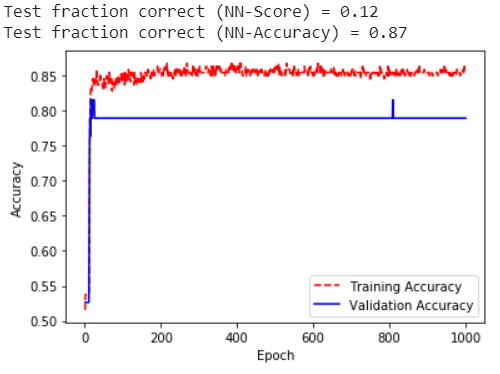 Test fraction correct (NN-Score) = 0.12
Test fraction correct (NN-Accuracy) = 0.87
0.85
0.80
0.75
0.70
0.65
0.60
0.55
0.50
Accuracy
Training Accuracy
Validation Accuracy
0 200 400 600 800 1000
Epoch